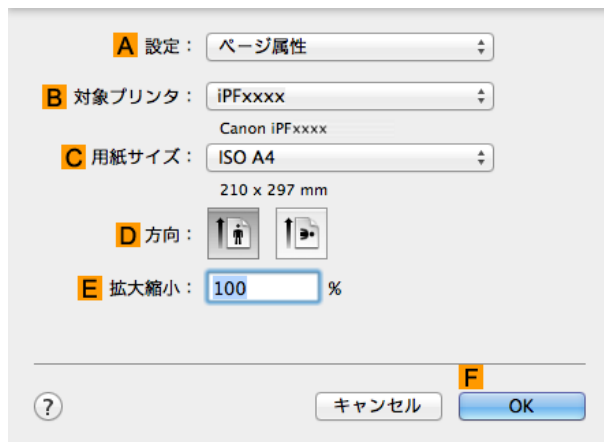 A 設定： ページ属性
B 対象プリンタ： iPFxxxx
Canon iPFxxxx
C 用紙サイズ： ISO A4
210 x 297 mm
D 方向：
E 拡大縮小： 100 %
F
? キャンセル OK